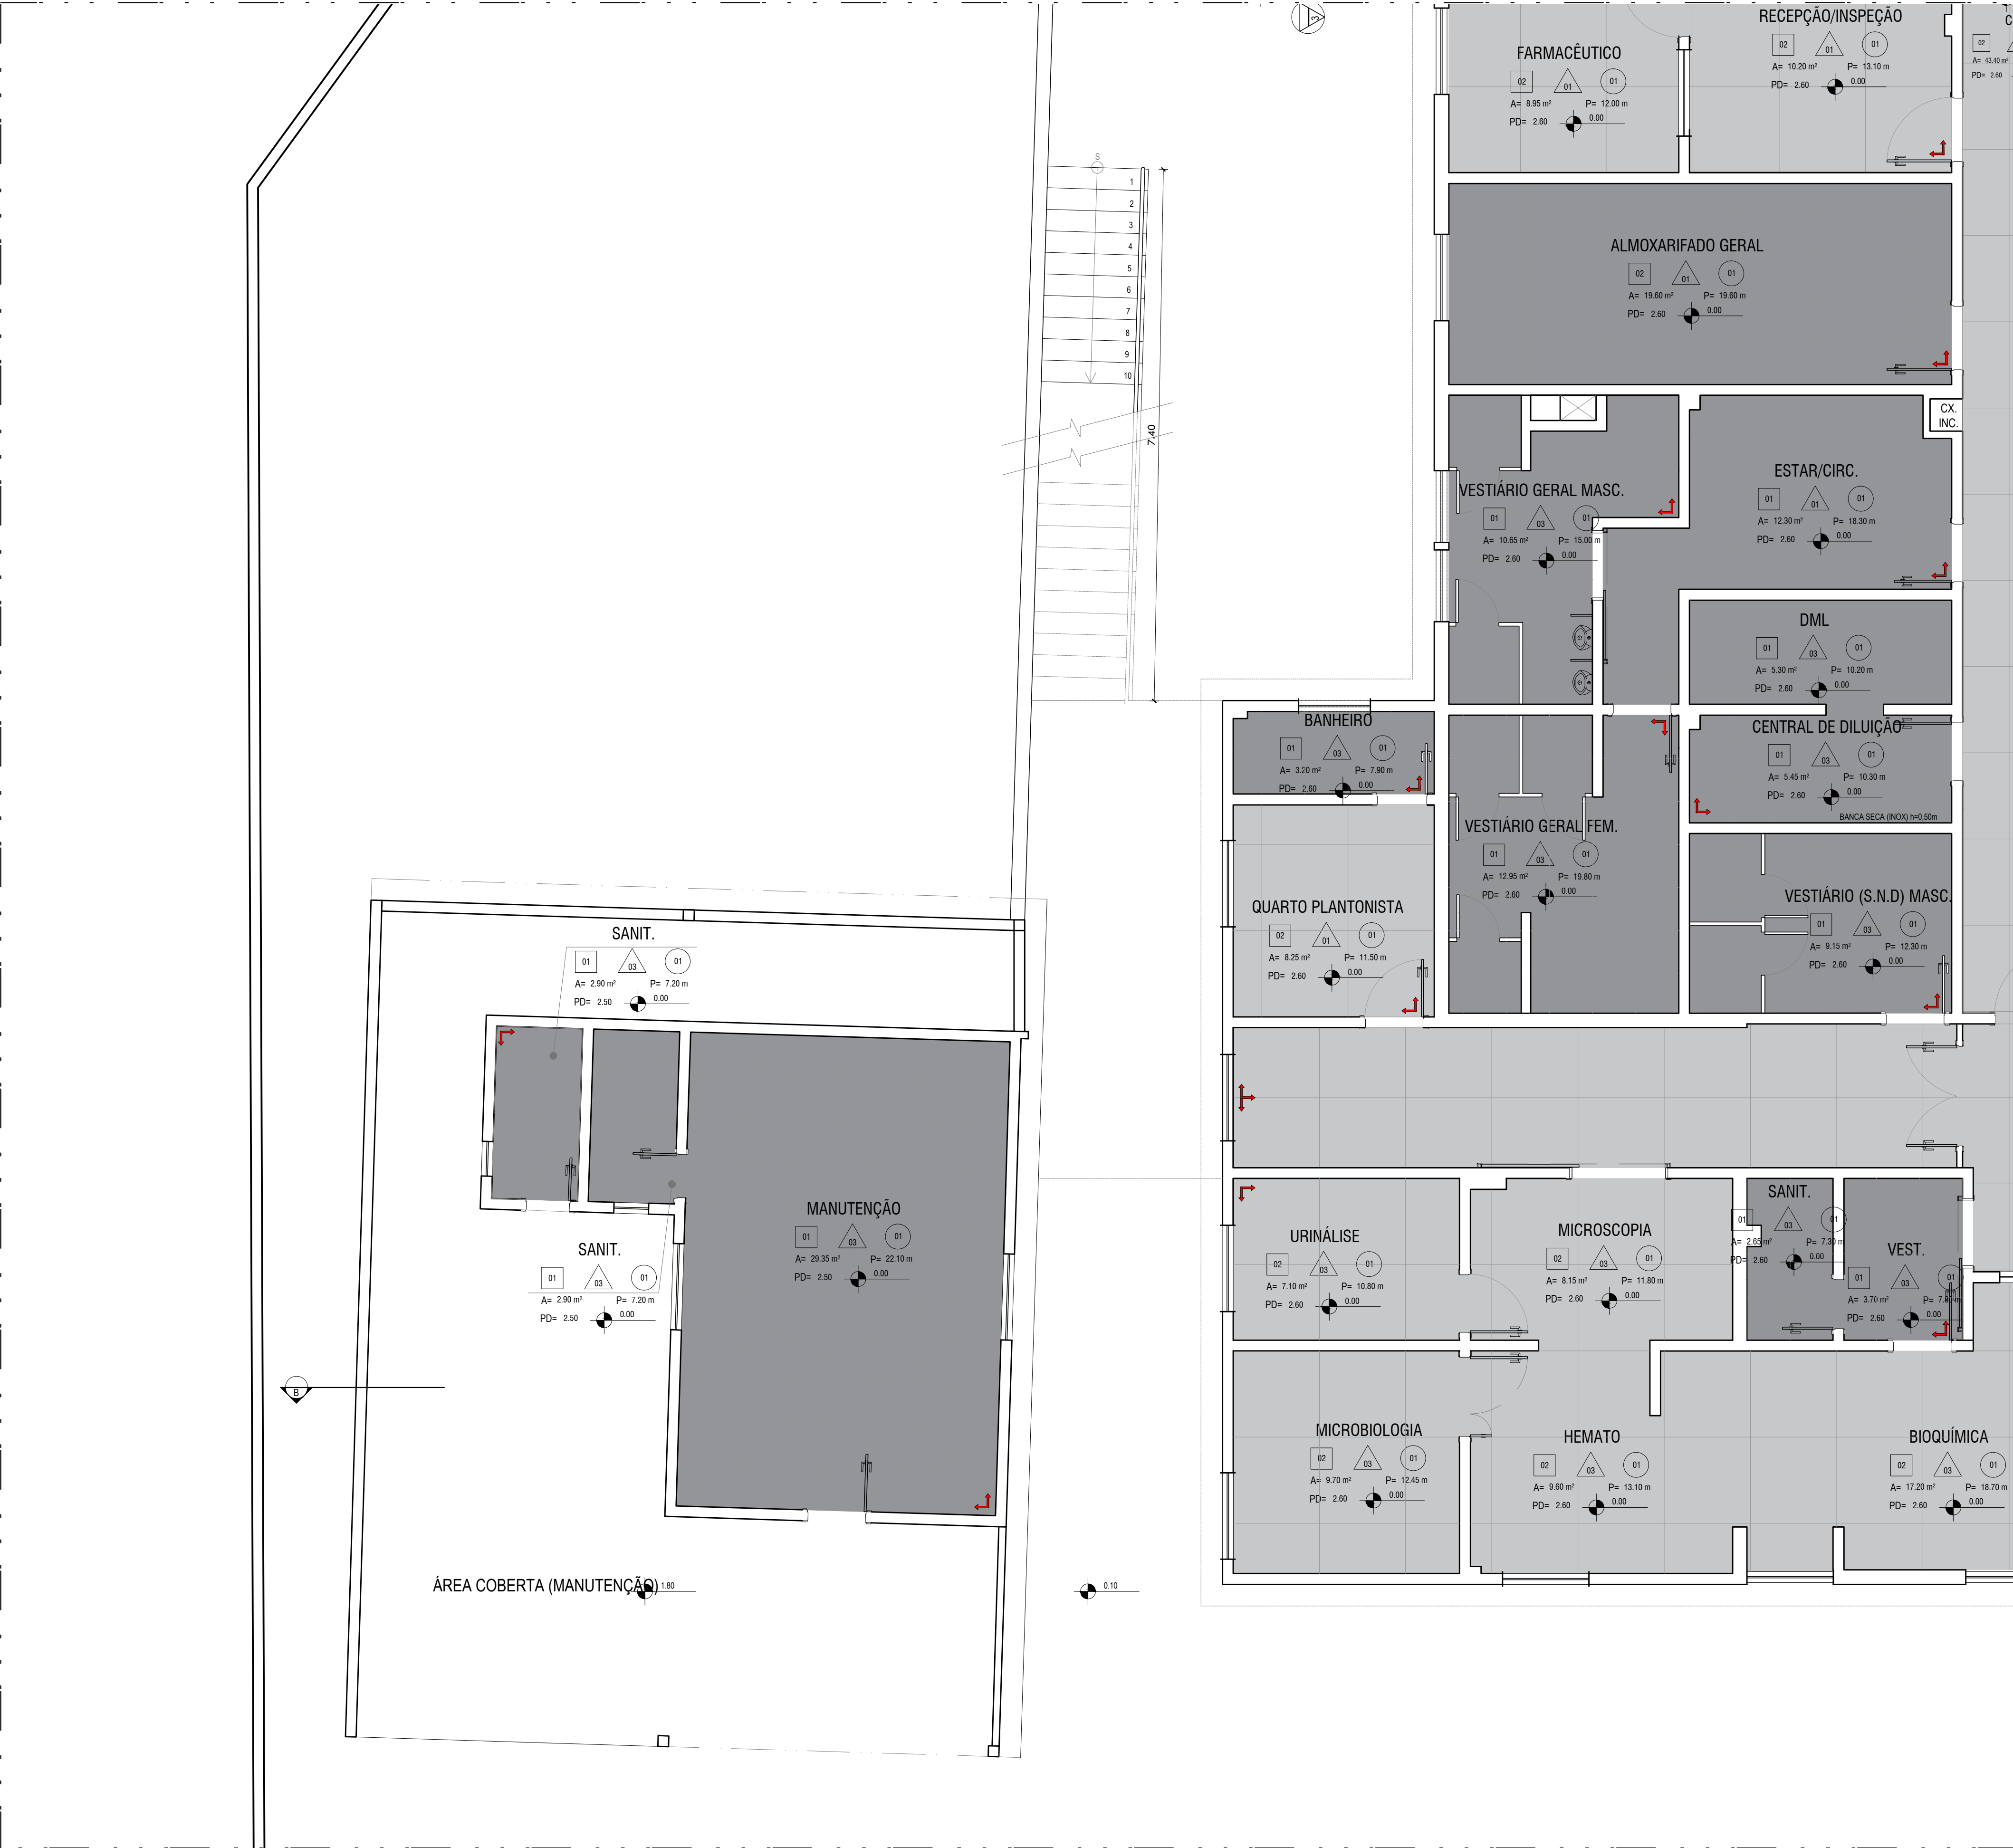 3
FARMACÊUTICO
02 01 01
A= 8.95 m² P= 12.00 m
PD= 2.60 0.00
RECEPÇÃO/INSPEÇÃO
02 01 01
A= 10.20 m² P= 13.10 m
PD= 2.60 0.00
02
A= 43.40 m²
PD= 2.60
S
1
2
3
4
5
6
7
8
9
10
7.40
ALMOXARIFADO GERAL
02 01 01
A= 19.60 m² P= 19.60 m
PD= 2.60 0.00
CX.
INC.
VESTIÁRIO GERAL MASC.
01 03 01
A= 10.65 m² P= 15.00 m
PD= 2.60 0.00
ESTAR/CIRC.
01 01 01
A= 12.30 m² P= 18.30 m
PD= 2.60 0.00
DML
01 03 01
A= 5.30 m² P= 10.20 m
PD= 2.60 0.00
BANHEIRO
01 03 01
A= 3.20 m² P= 7.90 m
PD= 2.60 0.00
CENTRAL DE DILUIÇÃO
01 03 01
A= 5.45 m² P= 10.30 m
PD= 2.60 0.00
BANCA SECA (INOX) h=0,50m
VESTIÁRIO GERAL FEM.
01 03 01
A= 12.95 m² P= 19.80 m
PD= 2.60 0.00
QUARTO PLANTONISTA
02 01 01
A= 8.25 m² P= 11.50 m
PD= 2.60 0.00
VESTIÁRIO (S.N.D) MASC.
01 03 01
A= 9.15 m² P= 12.30 m
PD= 2.60 0.00
SANIT.
01 03 01
A= 2.90 m² P= 7.20 m
PD= 2.50 0.00
MANUTENÇÃO
01 03 01
A= 29.35 m² P= 22.10 m
PD= 2.50 0.00
SANIT.
01 03 01
A= 2.90 m² P= 7.20 m
PD= 2.50 0.00
URINÁLISE
02 03 01
A= 7.10 m² P= 10.80 m
PD= 2.60 0.00
MICROSCOPIA
02 03 01
A= 8.15 m² P= 11.80 m
PD= 2.60 0.00
SANIT.
01 03 01
A= 2.65 m² P= 7.30 m
PD= 2.60 0.00
VEST.
01 03 01
A= 3.70 m² P=
PD= 2.60 0.00
B
MICROBIOLOGIA
02 03 01
A= 9.70 m² P= 12.45 m
PD= 2.60 0.00
HEMATO
02 03 01
A= 9.60 m² P= 13.10 m
PD= 2.60 0.00
BIOQUÍMICA
02 03 01
A= 17.20 m² P= 18.70 m
PD= 2.60 0.00
ÁREA COBERTA (MANUTENÇÃO) 1.80
0.10